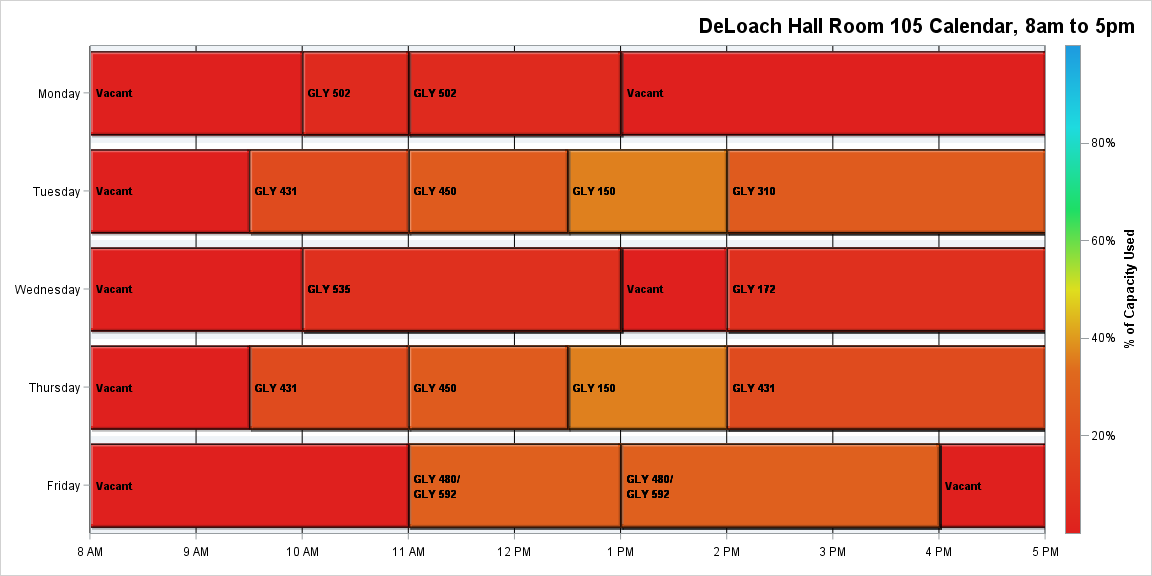 DeLoach Hall Room 105 Calendar, 8am to 5pm
Monday
Vacant
GLY 502
GLY 502
Vacant
Tuesday
Vacant
GLY 431
GLY 450
GLY 150
GLY 310
Wednesday
Vacant
GLY 535
Vacant
GLY 172
Thursday
Vacant
GLY 431
GLY 450
GLY 150
GLY 431
Friday
Vacant
GLY 480/
GLY 592
GLY 480/
GLY 592
Vacant
8 AM
9 AM
10 AM
11 AM
12 PM
1 PM
2 PM
3 PM
4 PM
5 PM
80%
60%
40%
20%
% of Capacity Used